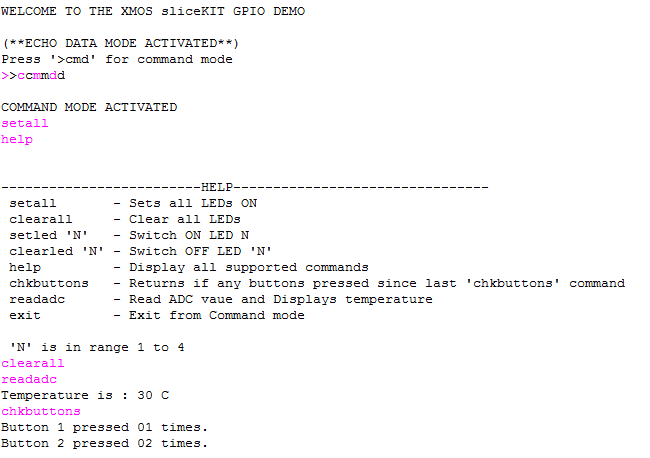 WELCOME TO THE XMOS sliceKIT GPIO DEMO
(**ECHO DATA MODE ACTIVATED**)
Press '>cmd' for command mode
>>ccmmdd
COMMAND MODE ACTIVATED
setall
help
-------------------------HELP--------------------------------
setall - Sets all LEDs ON
clearall - Clear all LEDs
setled 'N' - Switch ON LED N
clearled 'N' - Switch OFF LED 'N'
help - Display all supported commands
chkbuttons - Returns if any buttons pressed since last 'chkbuttons' command
readadc - Read ADC vaue and Displays temperature
exit - Exit from Command mode
'N' is in range 1 to 4
clearall
readadc
Temperature is : 30 C
chkbuttons
Button 1 pressed 01 times.
Button 2 pressed 02 times.